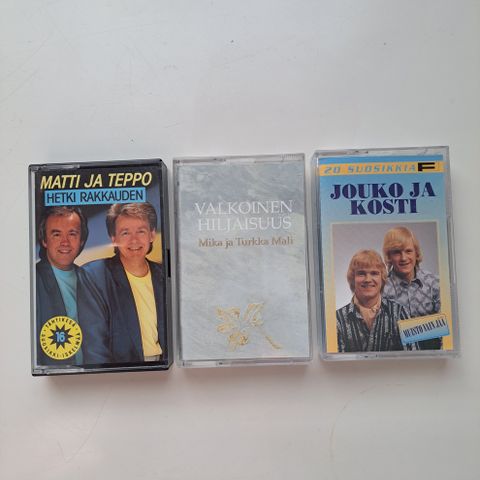 MATTI JA TEPPO
HETKI RAKKAUDEN
16
VALKOINEN
HILJAISUUS
Mika ja Turkka Mali
20 SUOSIKKIA F
JOUKO JA
KOSTI